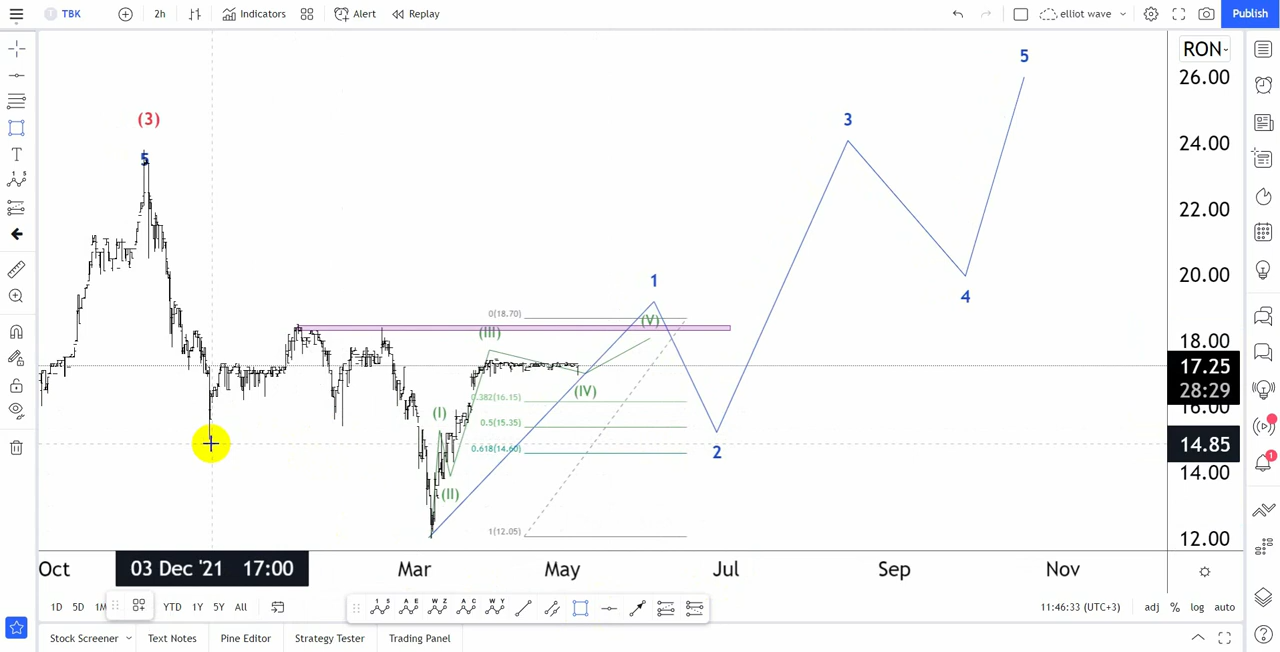 TBK 2h Indicators Alert Replay elliot wave Publish
RON
26.00
24.00
22.00
20.00
18.00
17.25
28:29
16.00
14.85
14.00
12.00
(3)
5
5
3
4
1
2
(V)
(III)
(IV)
(I)
(II)
0(18.70)
0.382(16.15)
0.5(15.35)
0.618(14.60)
1(12.05)
Oct 03 Dec '21 17:00 Mar May Jul Sep Nov
1D 5D 1M YTD 1Y 5Y All 11:46:33 (UTC+3) adj % log auto
Stock Screener Text Notes Pine Editor Strategy Tester Trading Panel